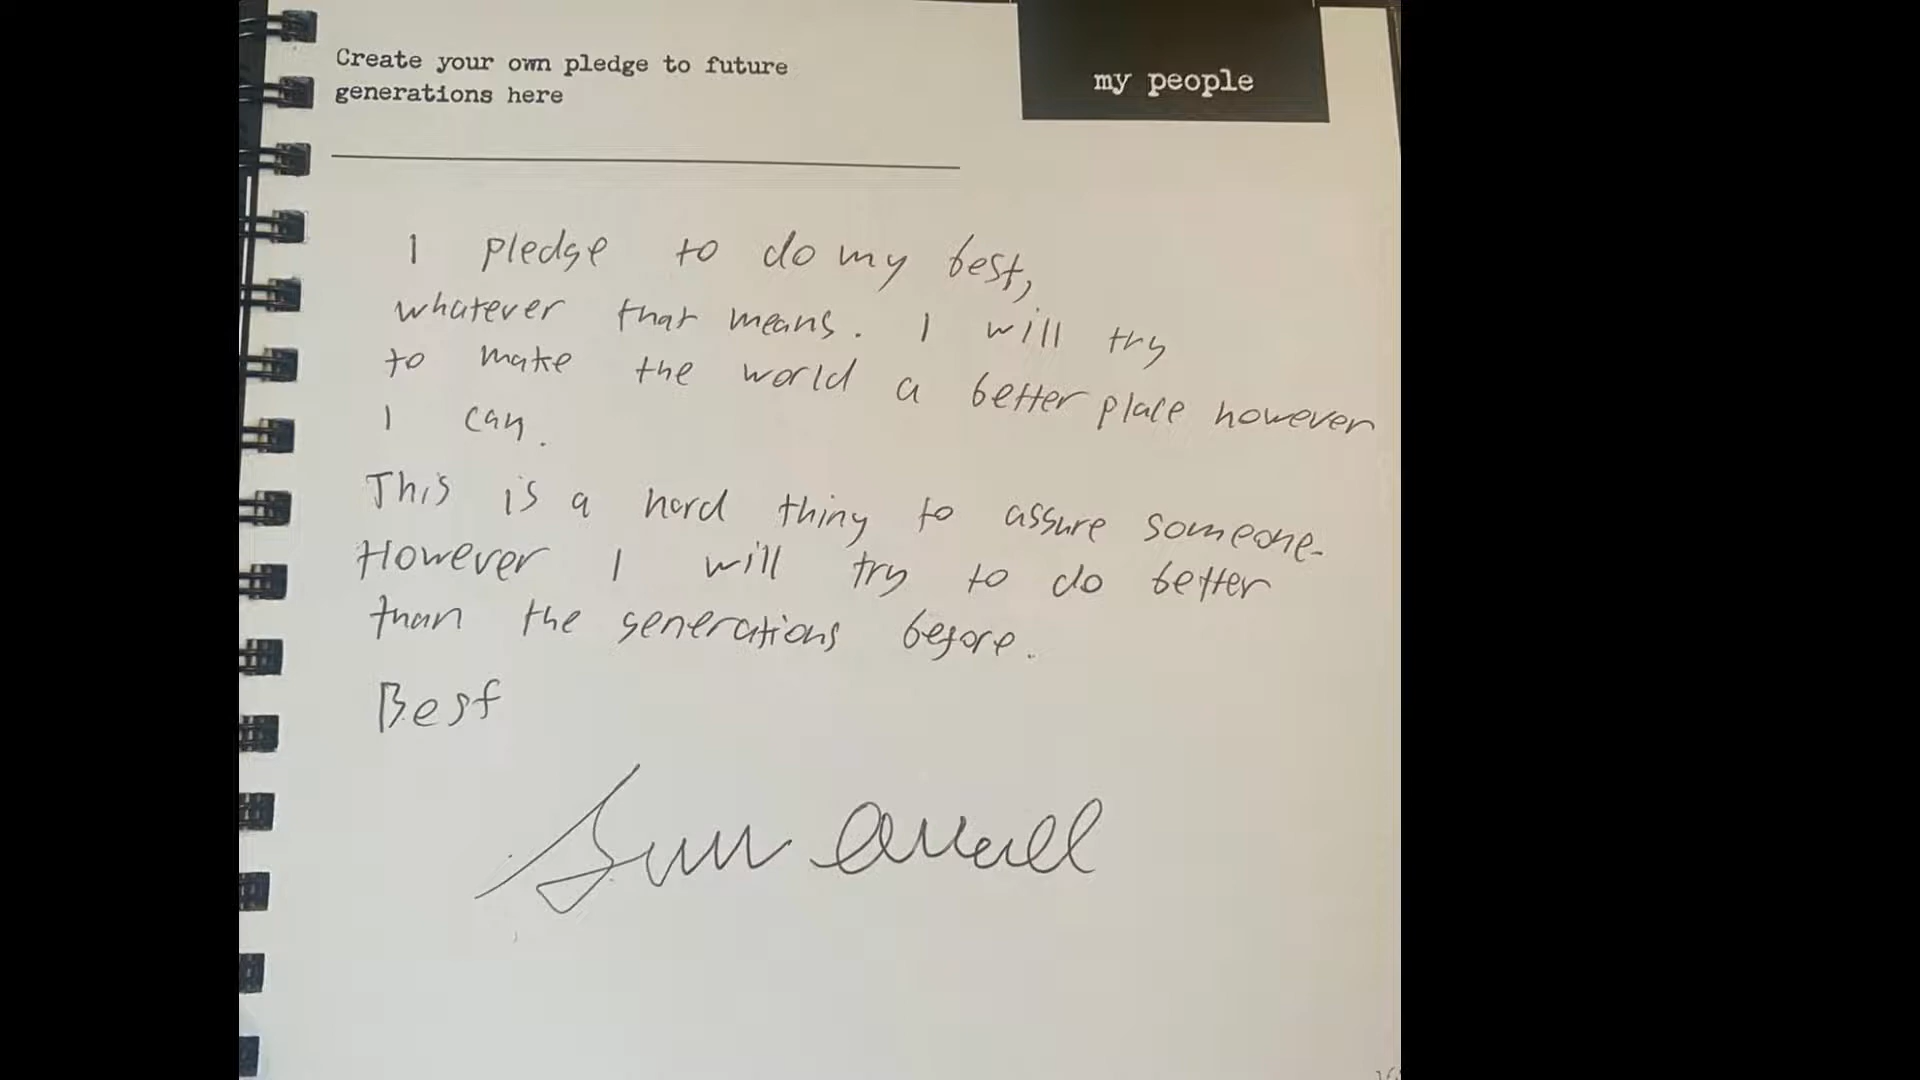 Create your own pledge to future
generations here
my people
I pledge to do my best,
whatever that means. I will try
to make the world a better place however
I can.
This is a hard thing to assure someone.
However I will try to do better
than the generations before.
Best